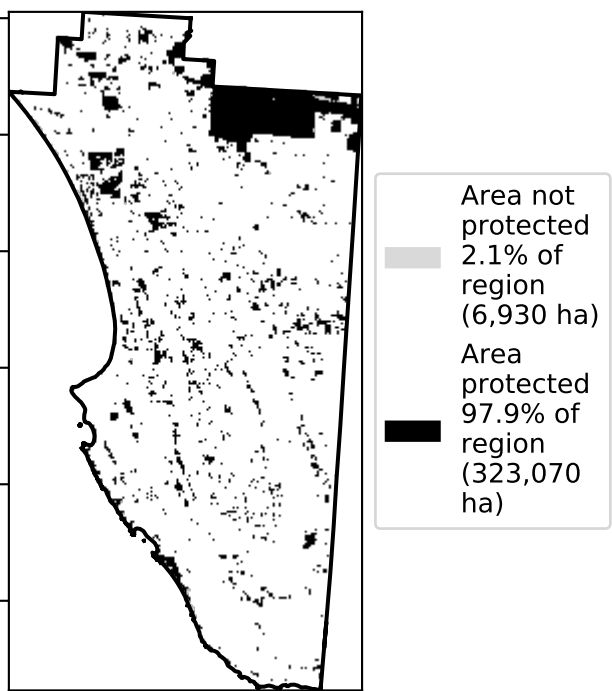 Area not
protected
2.1% of
region
(6,930 ha)
Area
protected
97.9% of
region
(323,070
ha)